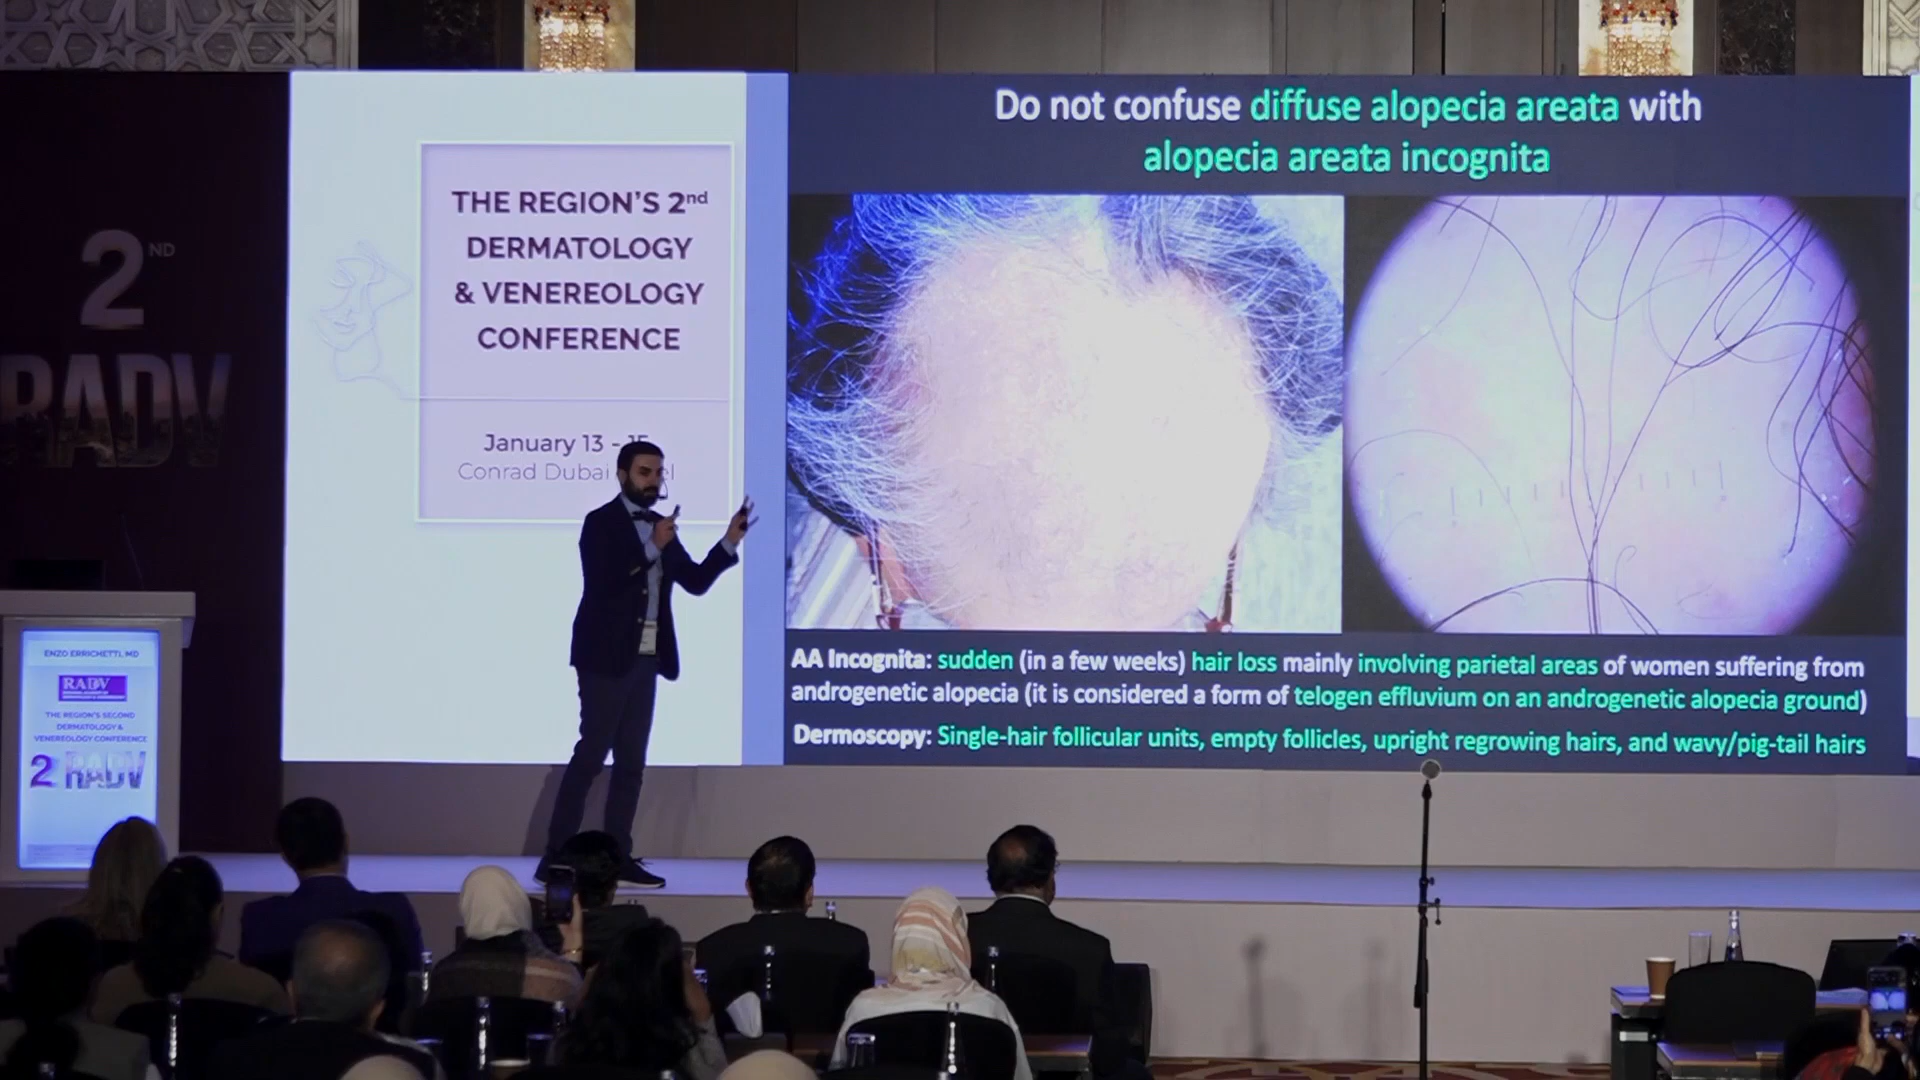 2ND
RADV
THE REGION'S 2nd
DERMATOLOGY
& VENEREOLOGY
CONFERENCE
January 13 - 15
Conrad Dubai
Do not confuse diffuse alopecia areata with
alopecia areata incognita
AA Incognita: sudden (in a few weeks) hair loss mainly involving parietal areas of women suffering from
androgenetic alopecia (it is considered a form of telogen effluvium on an androgenetic alopecia ground)
Dermoscopy: Single-hair follicular units, empty follicles, upright regrowing hairs, and wavy/pig-tail hairs
ENZO ERRICHETTI, MD
RADV
THE REGION'S SECOND
DERMATOLOGY &
VENEREOLOGY CONFERENCE
2 RADV